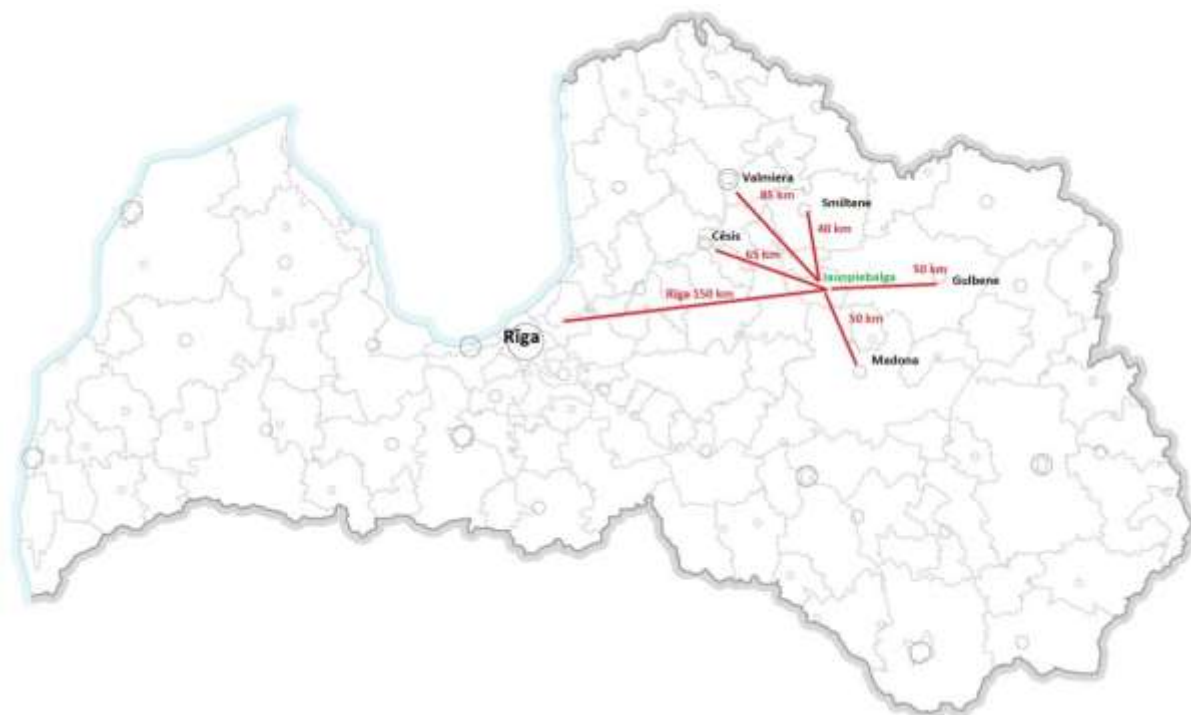 Valmiera
85 km
Smiltene
40 km
Cēsis
65 km
Jaunpiebalga
50 km
Gulbene
Rīga 150 km
50 km
Rīga
Madona